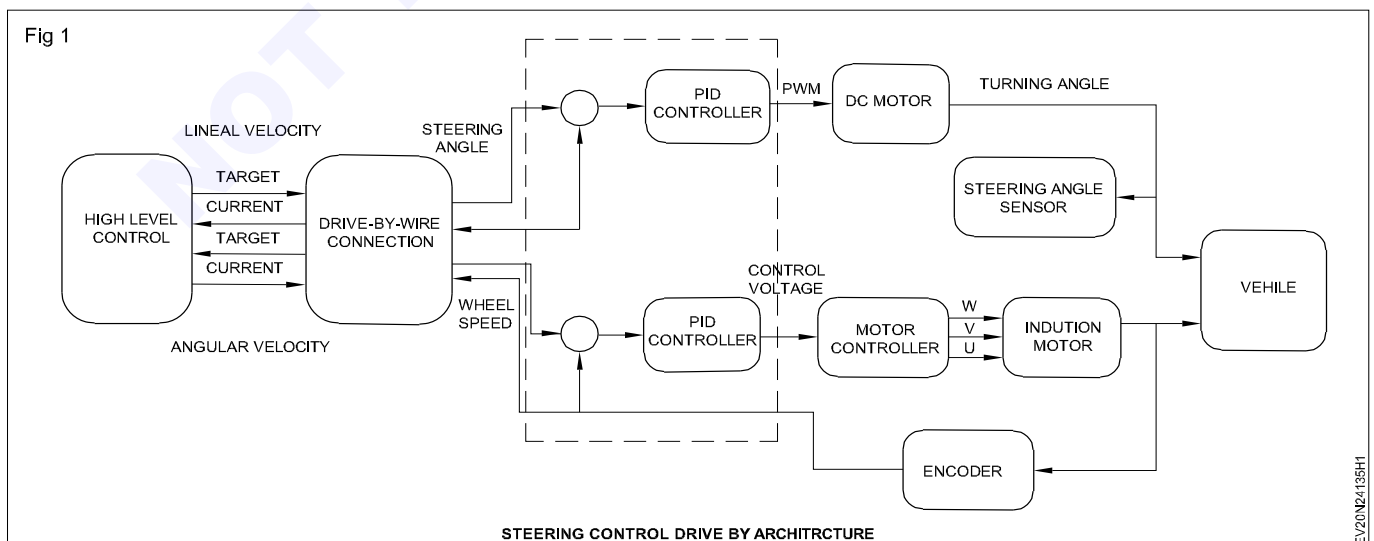 Fig 1
NOT
LINEAL VELOCITY
TARGET
CURRENT
TARGET
CURRENT
ANGULAR VELOCITY
HIGH LEVEL
CONTROL
DRIVE-BY-WIRE
CONNECTION
STEERING
ANGLE
WHEEL
SPEED
PID
CONTROLLER
PWM
DC MOTOR
TURNING ANGLE
STEERING ANGLE
SENSOR
VEHILE
PID
CONTROLLER
CONTROL
VOLTAGE
MOTOR
CONTROLLER
W
V
U
INDUTION
MOTOR
ENCODER
STEERING CONTROL DRIVE BY ARCHITRCTURE
EV20N24135H1